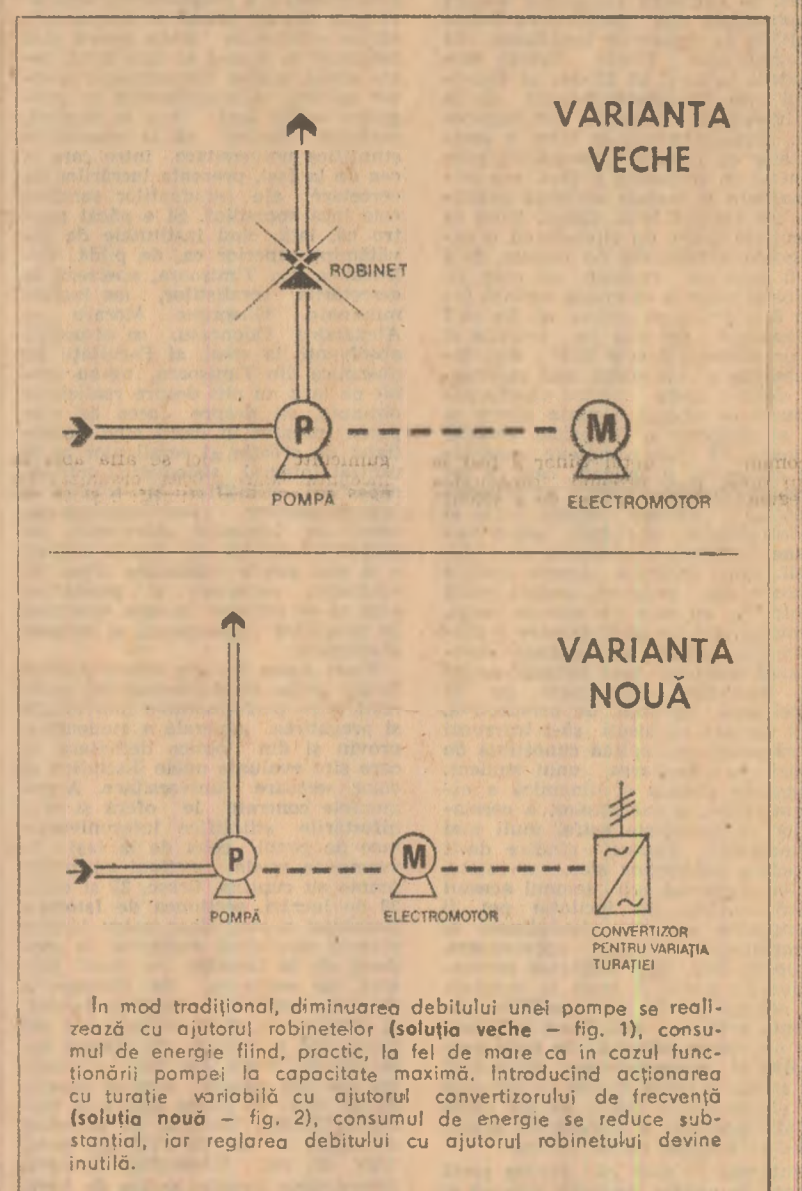 VARIANTA
VECHE
ROBINET
P
M
POMPĂ
ELECTROMOTOR
VARIANTA
NOUĂ
P
M
POMPĂ
ELECTROMOTOR
CONVERTIZOR
PENTRU VARIAȚIA
TURAȚIEI
In mod tradițional, diminuarea debitului unei pompe se reali-
zează cu ajutorul robinetelor (soluția veche — fig. 1), consu-
mul de energie fiind, practic, la fel de mare ca in cazul func-
ționării pompei la capacitate maximă. Introducînd acționarea
cu turație variabilă cu ajutorul convertizorului de frecvență
(soluția nouă — fig. 2), consumul de energie se reduce sub-
stanțial, iar reglarea debitului cu ajutorul robinetului devine
inutilă.